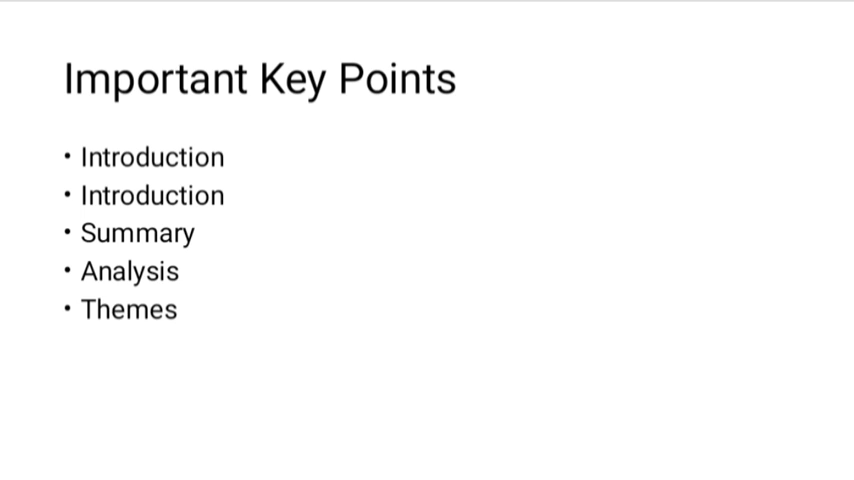 Important Key Points
• Introduction
• Introduction
• Summary
• Analysis
• Themes